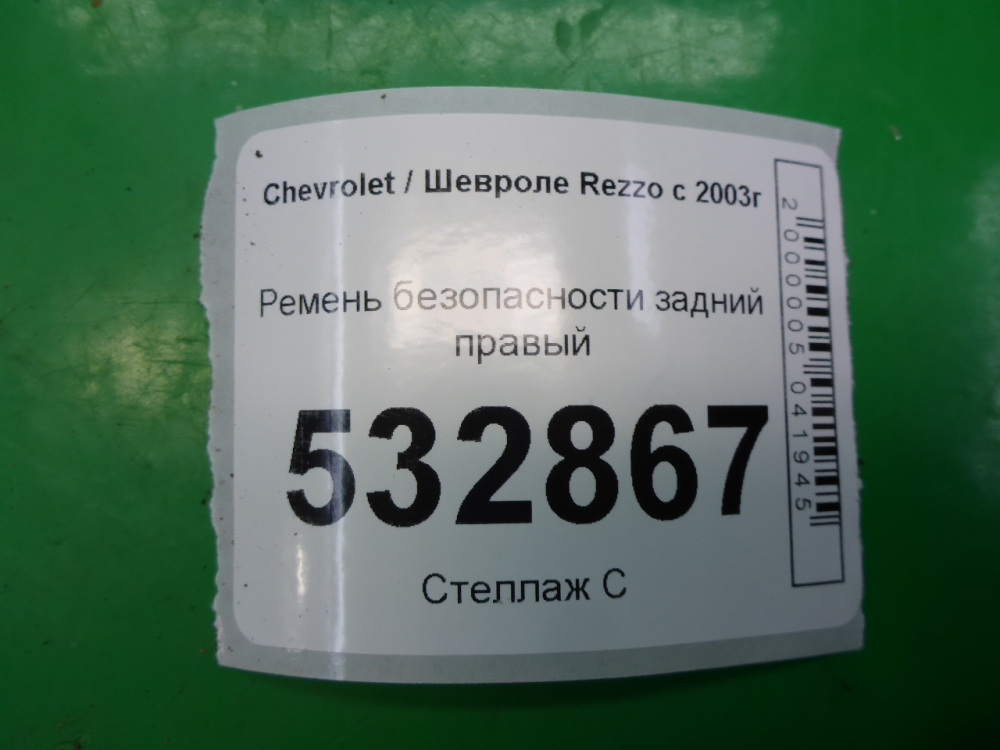 Chevrolet / Шевроле Rezzo с 2003г
Ремень безопасности задний
правый
532867
Стеллаж С
2000005041945